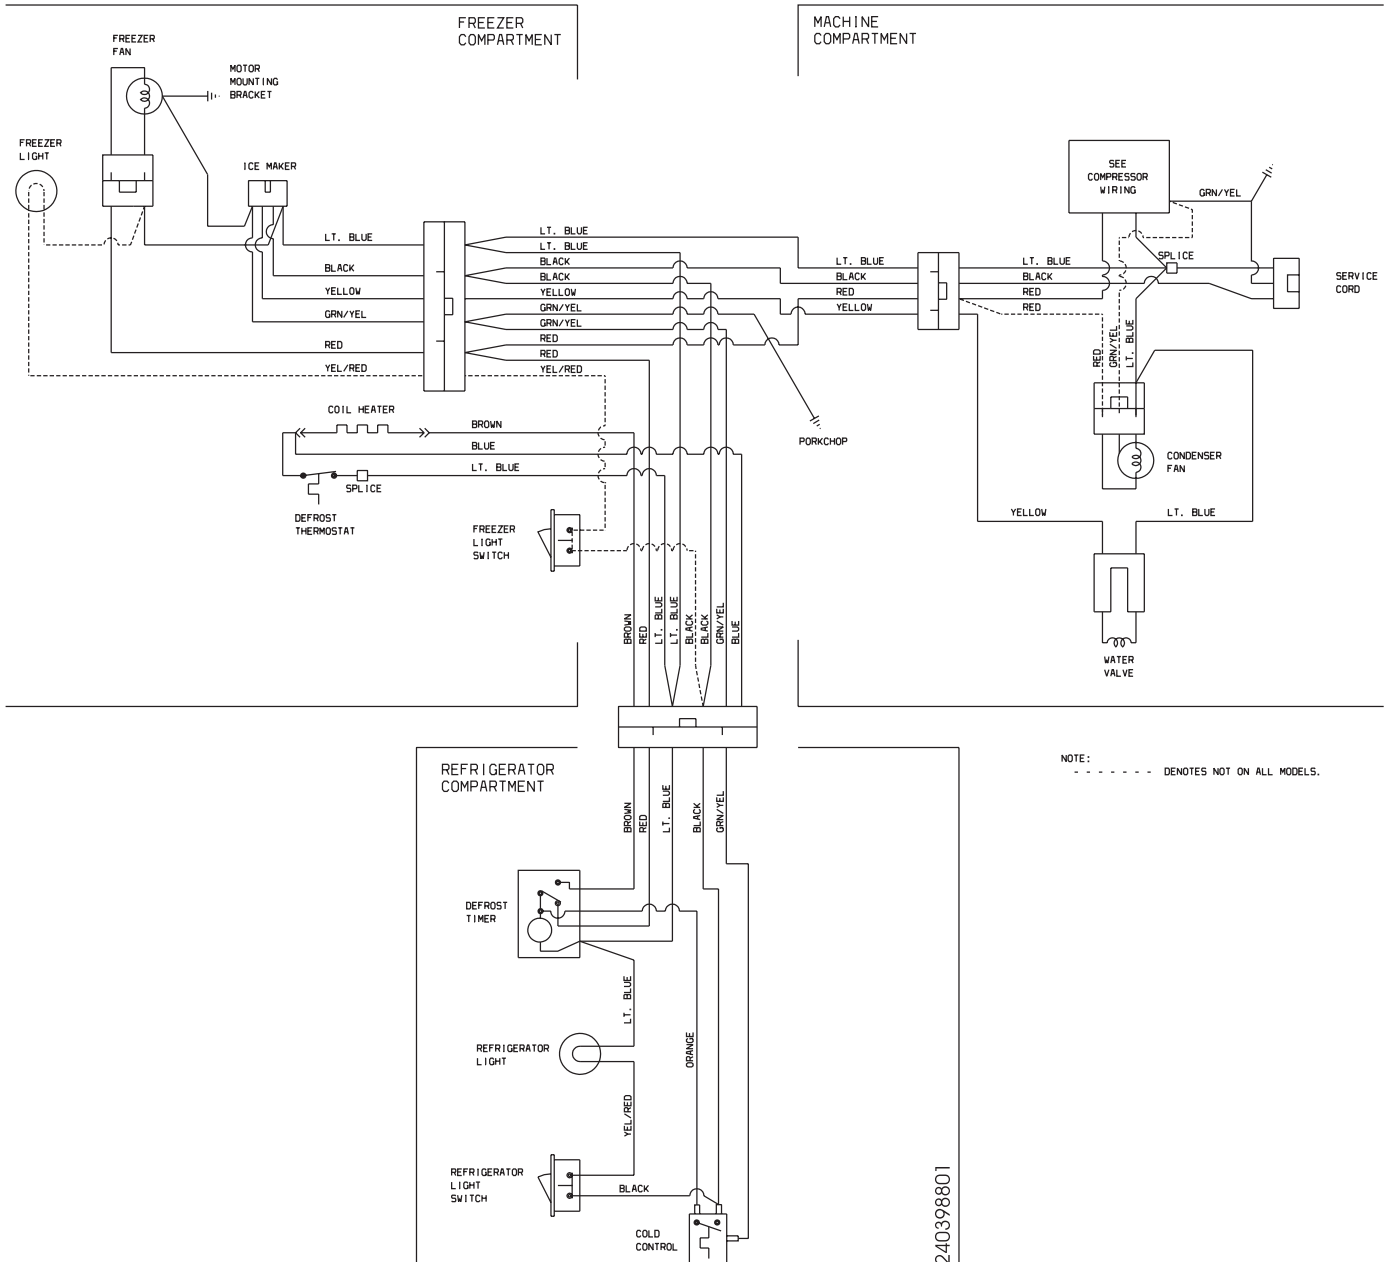 FREEZER
COMPARTMENT
MACHINE
COMPARTMENT
FREEZER
FAN
MOTOR
MOUNTING
BRACKET
FREEZER
LIGHT
ICE MAKER
LT. BLUE
BLACK
YELLOW
GRN/YEL
RED
YEL/RED
LT. BLUE
LT. BLUE
BLACK
BLACK
YELLOW
GRN/YEL
GRN/YEL
RED
RED
YEL/RED
LT. BLUE
BLACK
RED
YELLOW
LT. BLUE
BLACK
RED
RED
SEE
COMPRESSOR
WIRING
GRN/YEL
SPLICE
SERVICE
CORD
RED
GRN/YEL
LT. BLUE
PORKCHOP
CONDENSER
FAN
YELLOW
LT. BLUE
WATER
VALVE
COIL HEATER
BROWN
BLUE
LT. BLUE
SPLICE
DEFROST
THERMOSTAT
FREEZER
LIGHT
SWITCH
BROWN
RED
LT. BLUE
LT. BLUE
BLACK
BLACK
GRN/YEL
BLUE
REFRIGERATOR
COMPARTMENT
NOTE:
- - - - - - - DENOTES NOT ON ALL MODELS.
BROWN
RED
LT. BLUE
BLACK
GRN/YEL
DEFROST
TIMER
LT. BLUE
REFRIGERATOR
LIGHT
ORANGE
YEL/RED
REFRIGERATOR
LIGHT
SWITCH
BLACK
COLD
CONTROL
240398801